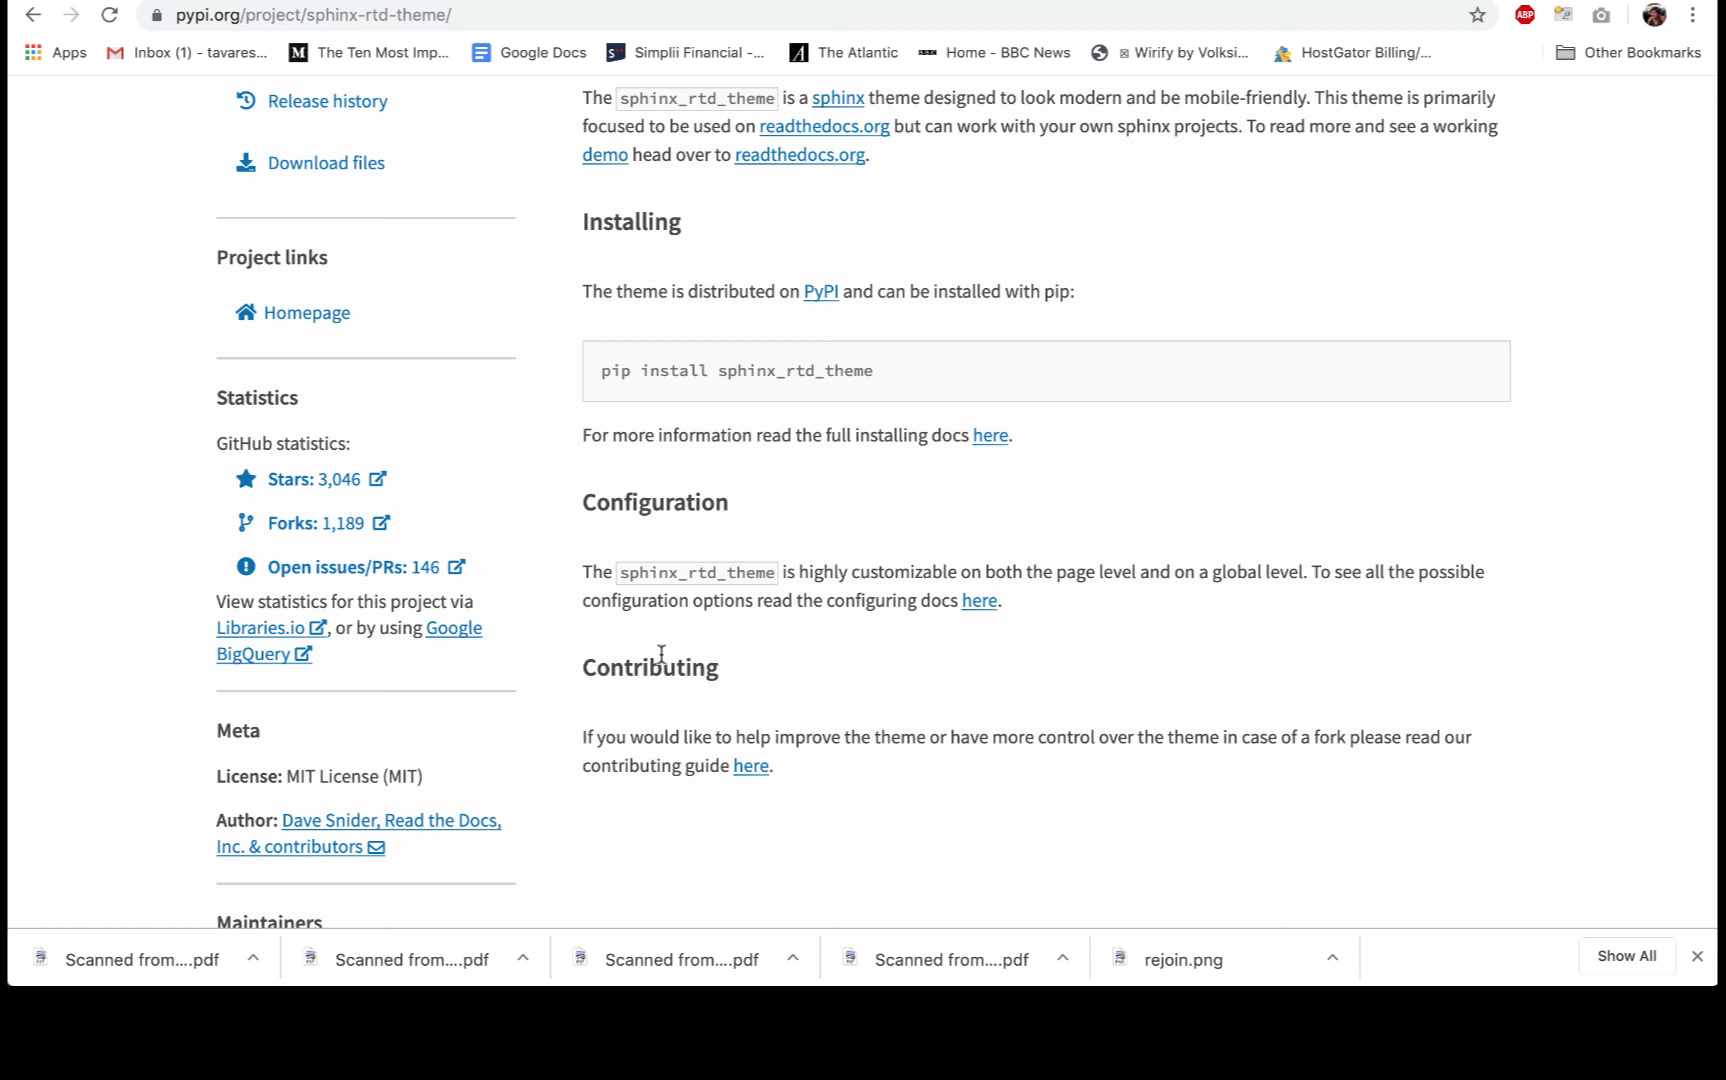 pypi.org/project/sphinx-rtd-theme/
ABP
Apps
Inbox (1) - tavares...
M
The Ten Most Imp...
Google Docs
Simplii Financial -...
A
The Atlantic
Home - BBC News
Wirify by Volksi...
HostGator Billing/...
Other Bookmarks
Release history
Download files
Project links
Homepage
Statistics
GitHub statistics:
Stars: 3,046
Forks: 1,189
Open issues/PRs: 146
View statistics for this project via
Libraries.io, or by using Google
BigQuery
Meta
License: MIT License (MIT)
Author: Dave Snider, Read the Docs,
Inc. & contributors
Maintainers
The sphinx_rtd_theme is a sphinx theme designed to look modern and be mobile-friendly. This theme is primarily
focused to be used on readthedocs.org but can work with your own sphinx projects. To read more and see a working
demo head over to readthedocs.org.
Installing
The theme is distributed on PyPI and can be installed with pip:
pip install sphinx_rtd_theme
For more information read the full installing docs here.
Configuration
The sphinx_rtd_theme is highly customizable on both the page level and on a global level. To see all the possible
configuration options read the configuring docs here.
Contributing
If you would like to help improve the theme or have more control over the theme in case of a fork please read our
contributing guide here.
Scanned from....pdf
Scanned from....pdf
Scanned from....pdf
Scanned from....pdf
rejoin.png
Show All